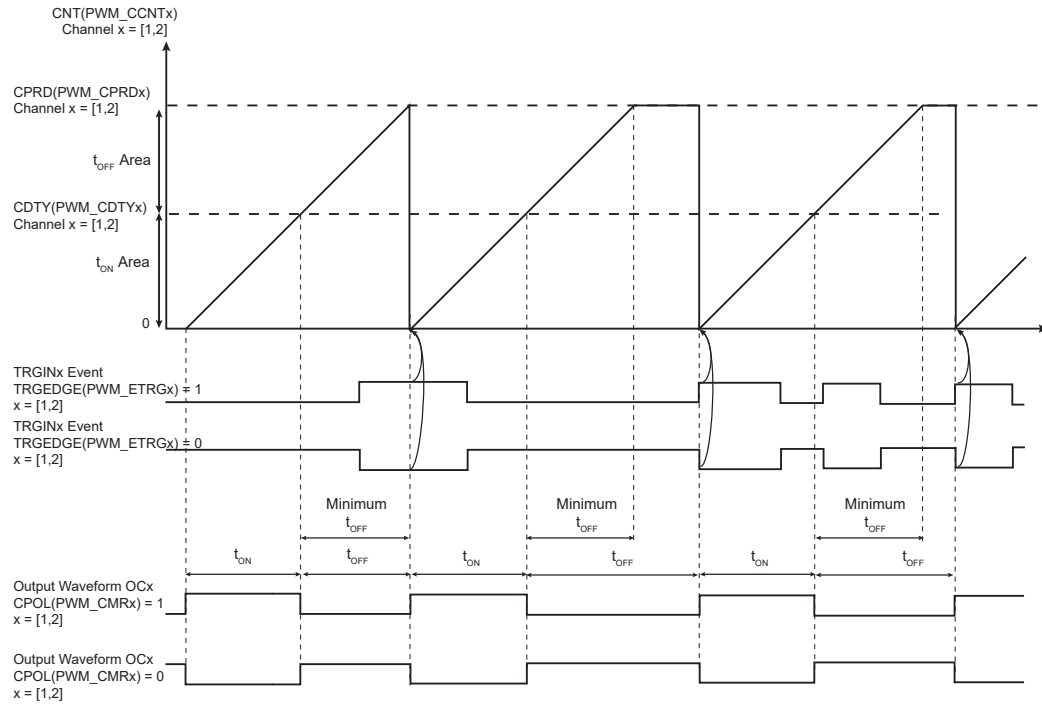 CNT(PWM_CCNTx)
Channel x = [1,2]
CPRD(PWM_CPRDx)
Channel x = [1,2]
tOFF Area
CDTY(PWM_CDTYx)
Channel x = [1,2]
tON Area
0
TRGINx Event
TRGEDGE(PWM_ETRGx) = 1
x = [1,2]
TRGINx Event
TRGEDGE(PWM_ETRGx) = 0
x = [1,2]
Minimum
tOFF
Minimum
tOFF
Minimum
tOFF
tON
tOFF
tON
tOFF
tON
tOFF
Output Waveform OCx
CPOL(PWM_CMRx) = 1
x = [1,2]
Output Waveform OCx
CPOL(PWM_CMRx) = 0
x = [1,2]